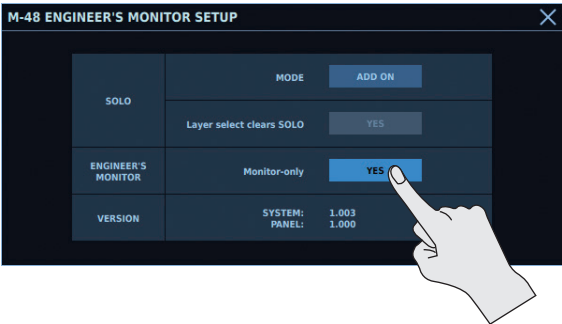 M-48 ENGINEER'S MONITOR SETUP
SOLO
MODE
ADD ON
Layer select clears SOLO
YES
ENGINEER'S
MONITOR
Monitor-only
YES
VERSION
SYSTEM: 1.003
PANEL: 1.000